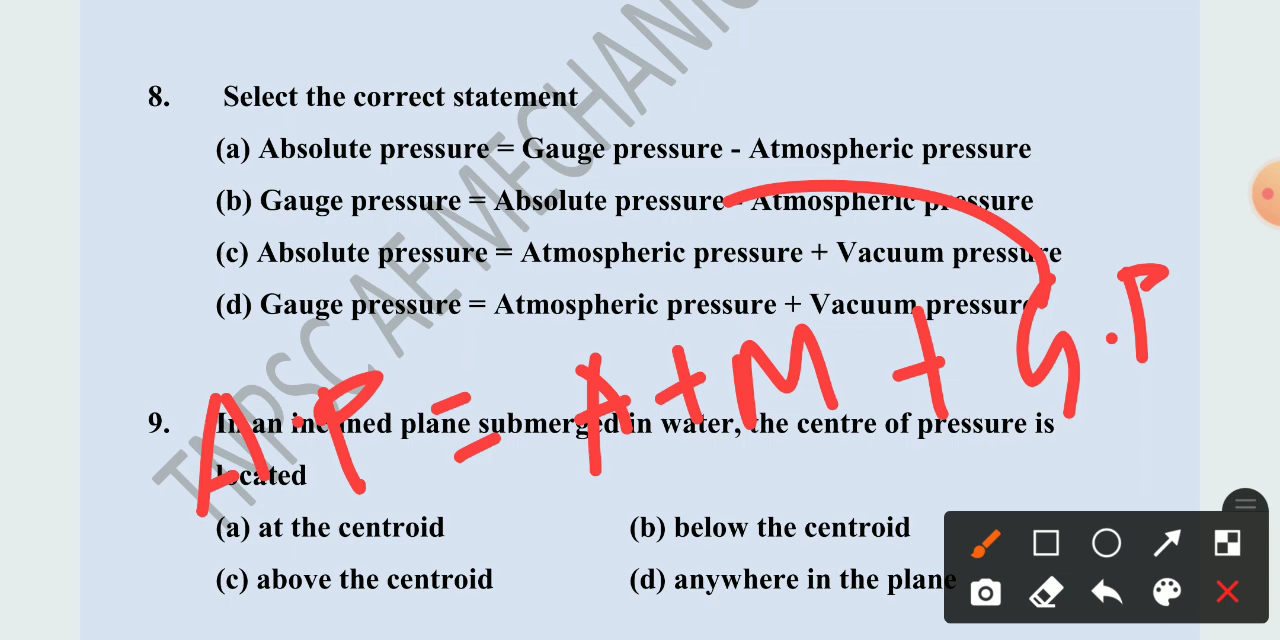 8. Select the correct statement
(a) Absolute pressure = Gauge pressure - Atmospheric pressure
(b) Gauge pressure = Absolute pressure - Atmospheric pressure
(c) Absolute pressure = Atmospheric pressure + Vacuum pressure
(d) Gauge pressure = Atmospheric pressure + Vacuum pressure
A.P = Atm + G.P
9. In an inclined plane submerged in water, the centre of pressure is
located
(a) at the centroid (b) below the centroid
(c) above the centroid (d) anywhere in the plane
TNPSC AE MECHANIC